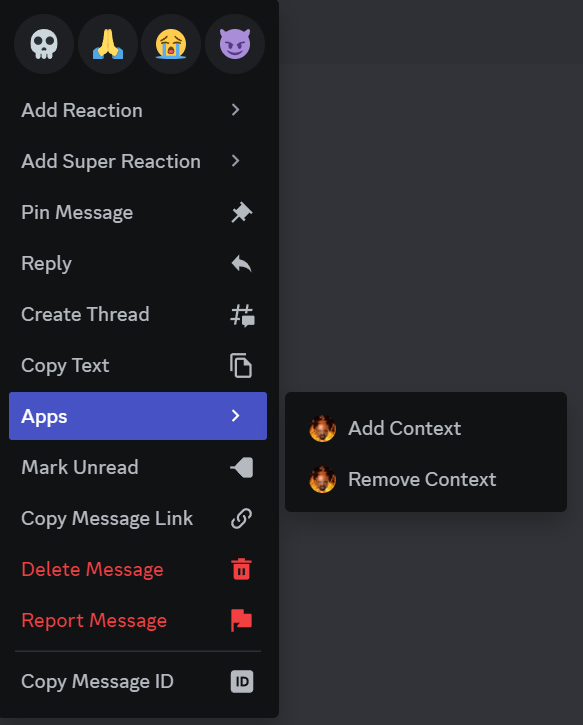 Add Reaction
Add Super Reaction
Pin Message
Reply
Create Thread
Copy Text
Apps
Add Context
Remove Context
Mark Unread
Copy Message Link
Delete Message
Report Message
Copy Message ID
ID